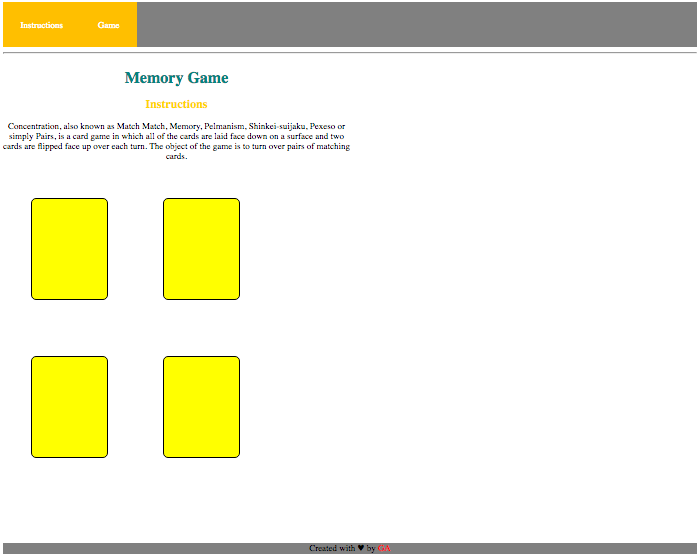 Instructions Game
Memory Game
Instructions
Concentration, also known as Match Match, Memory, Pelmanism, Shinkei-suijaku, Pexeso or
simply Pairs, is a card game in which all of the cards are laid face down on a surface and two
cards are flipped face up over each turn. The object of the game is to turn over pairs of matching
cards.
Created with ♥ by GA